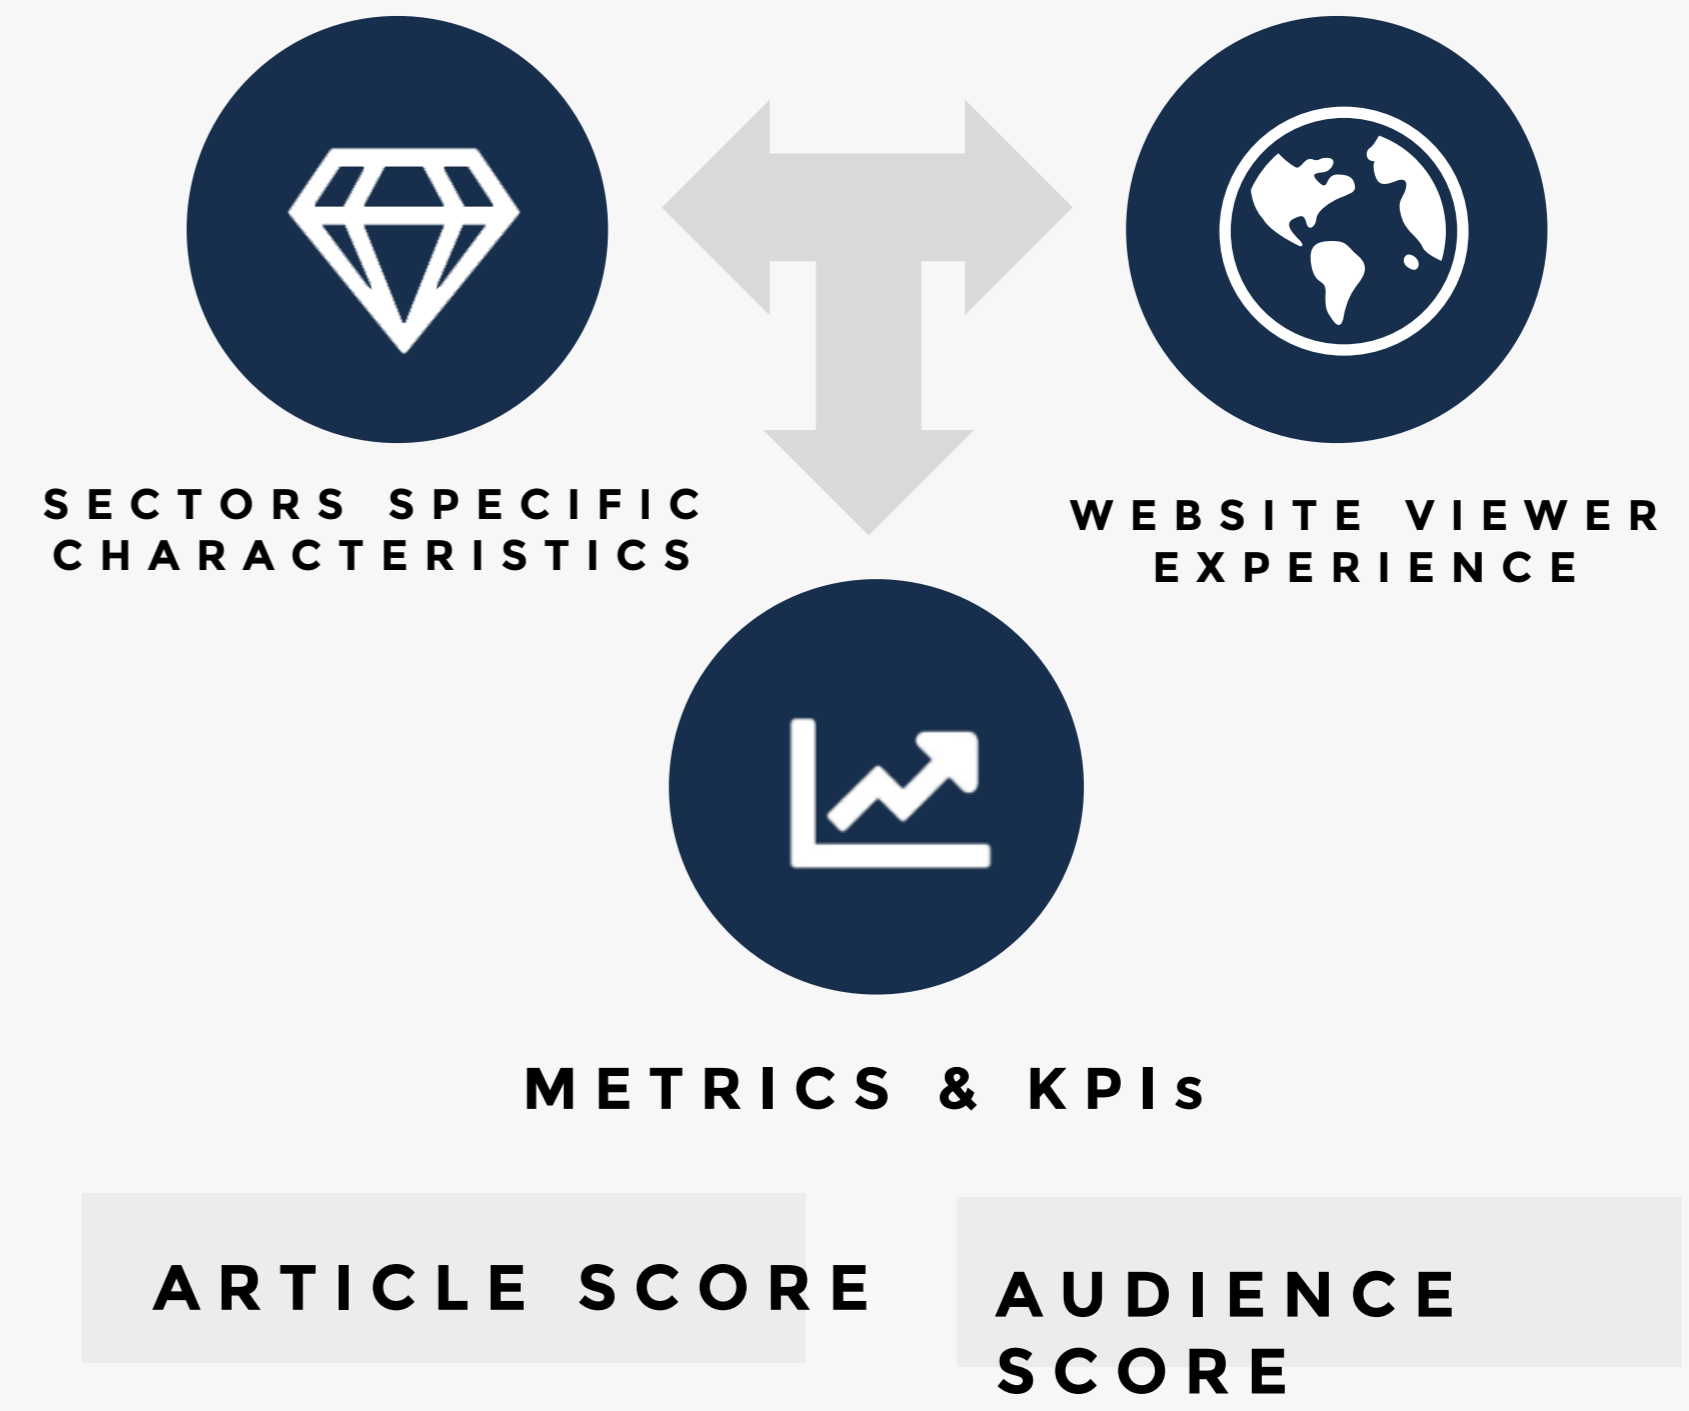 SECTORS SPECIFIC
CHARACTERISTICS
WEBSITE VIEWER
EXPERIENCE
METRICS & KPIs
ARTICLE SCORE
AUDIENCE
SCORE